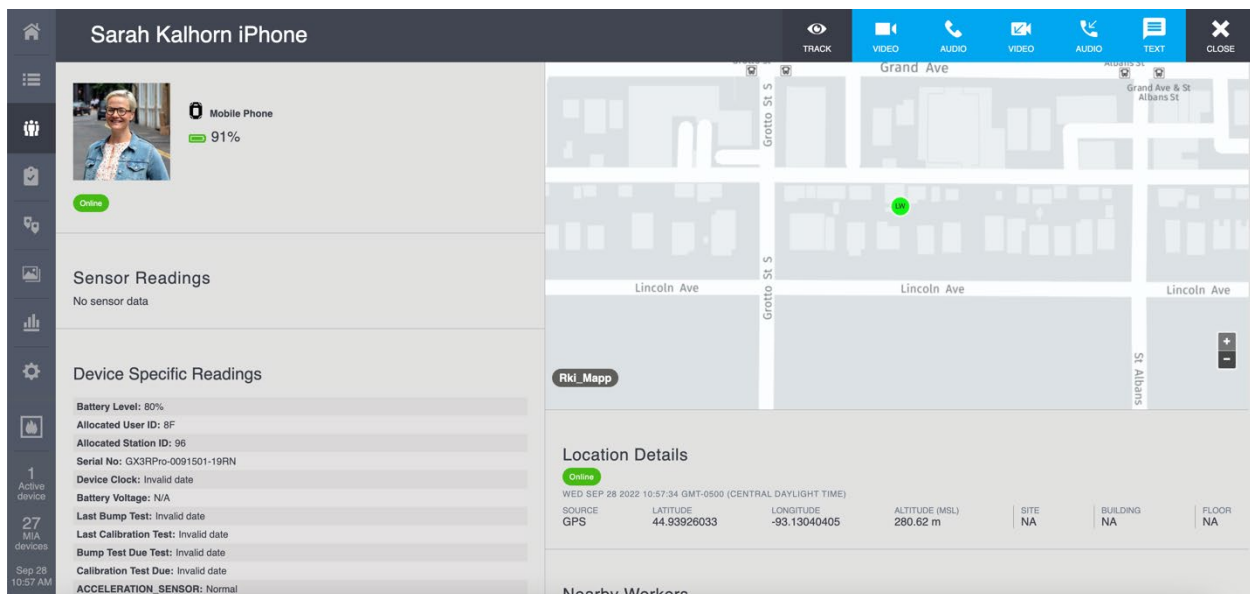 Sarah Kalhorn iPhone
TRACK
VIDEO
AUDIO
VIDEO
AUDIO
TEXT
CLOSE
Mobile Phone
91%
Online
Sensor Readings
No sensor data
Device Specific Readings
Battery Level: 80%
Allocated User ID: 8F
Allocated Station ID: 96
Serial No: GX3RPro-0091501-19RN
Device Clock: Invalid date
Battery Voltage: N/A
Last Bump Test: Invalid date
Last Calibration Test: Invalid date
Bump Test Due Test: Invalid date
Calibration Test Due: Invalid date
ACCELERATION_SENSOR: Normal
1
Active
device
27
MIA
devices
Sep 28
10:57 AM
Grand Ave
Albans St
Grand Ave & St
Albans St
Grotto St S
LW
Grotto St S
Lincoln Ave
Lincoln Ave
Lincoln Ave
St Albans
+
-
Rki_Mapp
Location Details
Online
WED SEP 28 2022 10:57:34 GMT-0500 (CENTRAL DAYLIGHT TIME)
SOURCE LATITUDE LONGITUDE ALTITUDE (MSL) SITE BUILDING FLOOR
GPS 44.93926033 -93.13040405 280.62 m NA NA NA
Nearby Workers